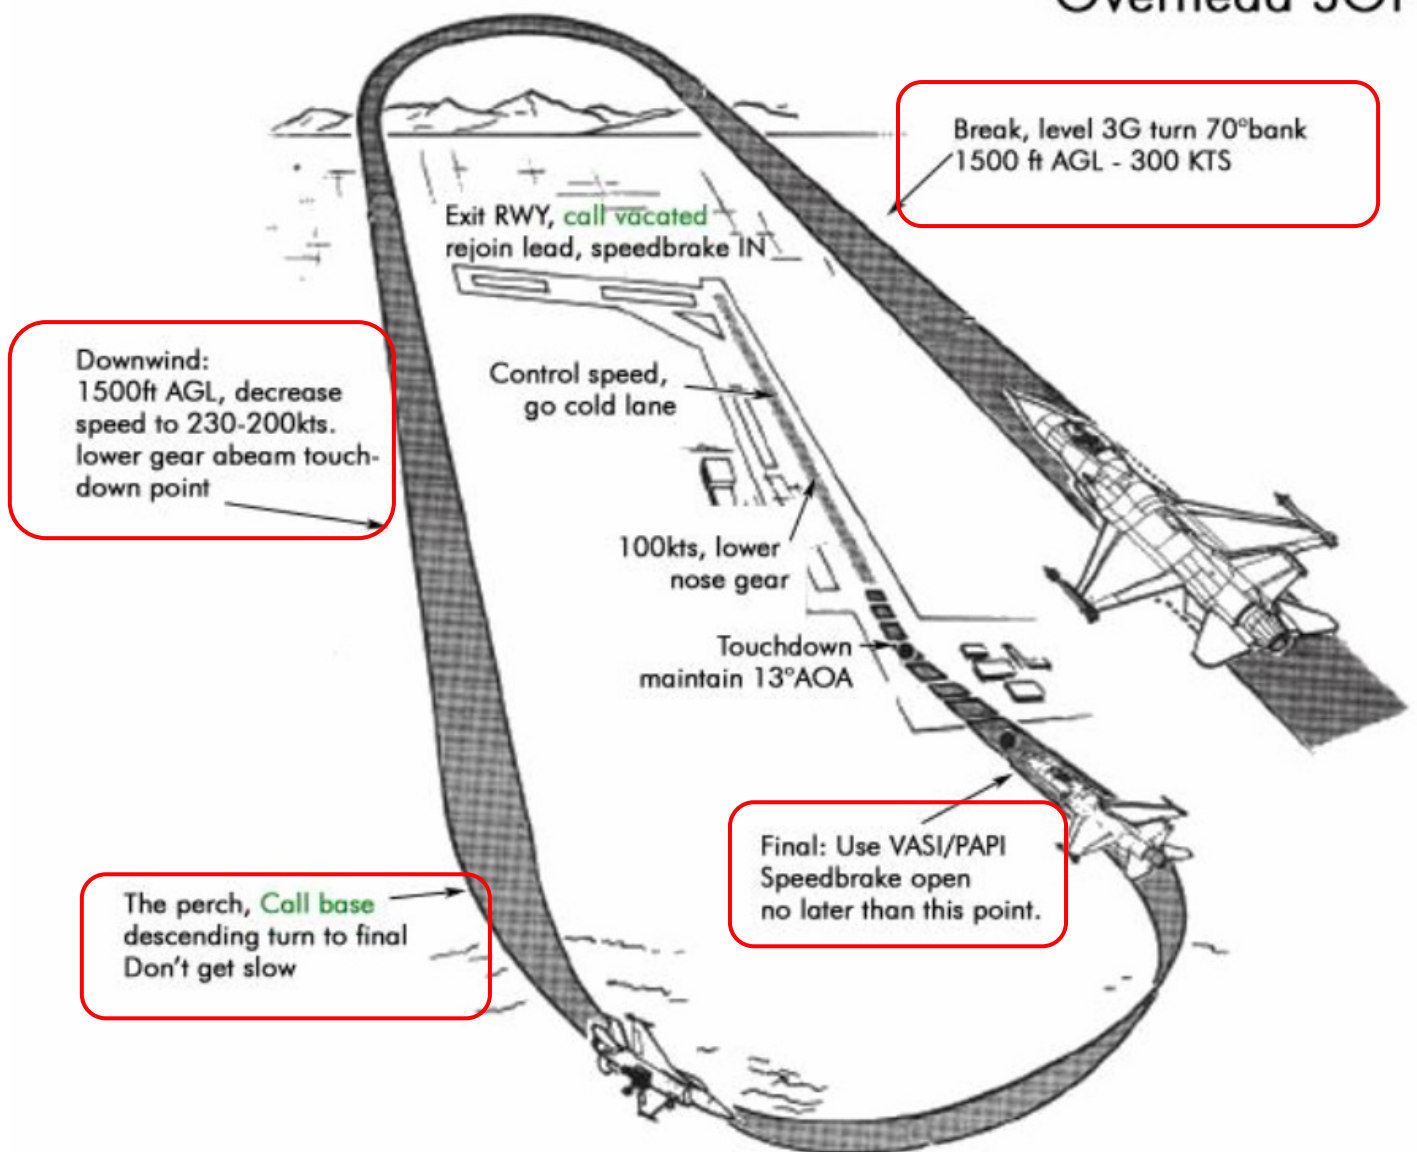 Break, level 3G turn 70°bank
1500 ft AGL - 300 KTS
Exit RWY, call vacated
rejoin lead, speedbrake IN
Downwind:
1500ft AGL, decrease
speed to 230-200kts.
lower gear abeam touch-
down point
Control speed,
go cold lane
100kts, lower
nose gear
Touchdown
maintain 13°AOA
Final: Use VASI/PAPI
Speedbrake open
no later than this point.
The perch, Call base
descending turn to final
Don't get slow